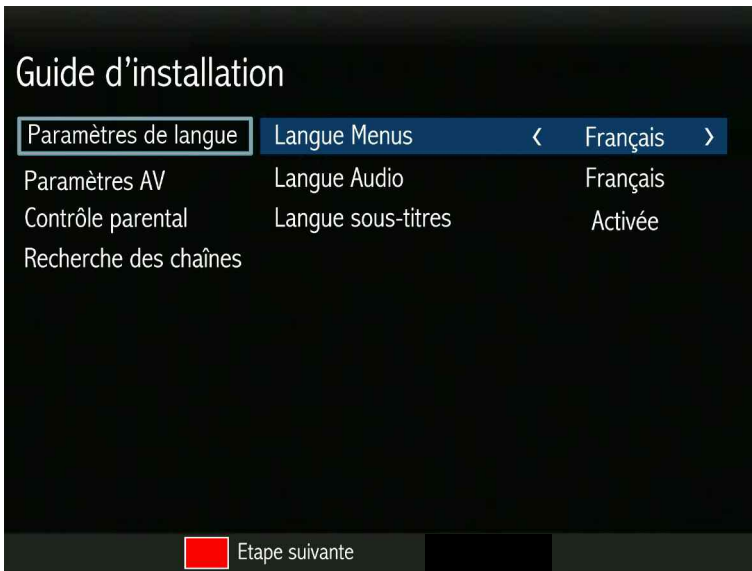 Guide d'installation
Paramètres de langue Langue Menus < Français >
Paramètres AV Langue Audio Français
Contrôle parental Langue sous-titres Activée
Recherche des chaînes
Etape suivante